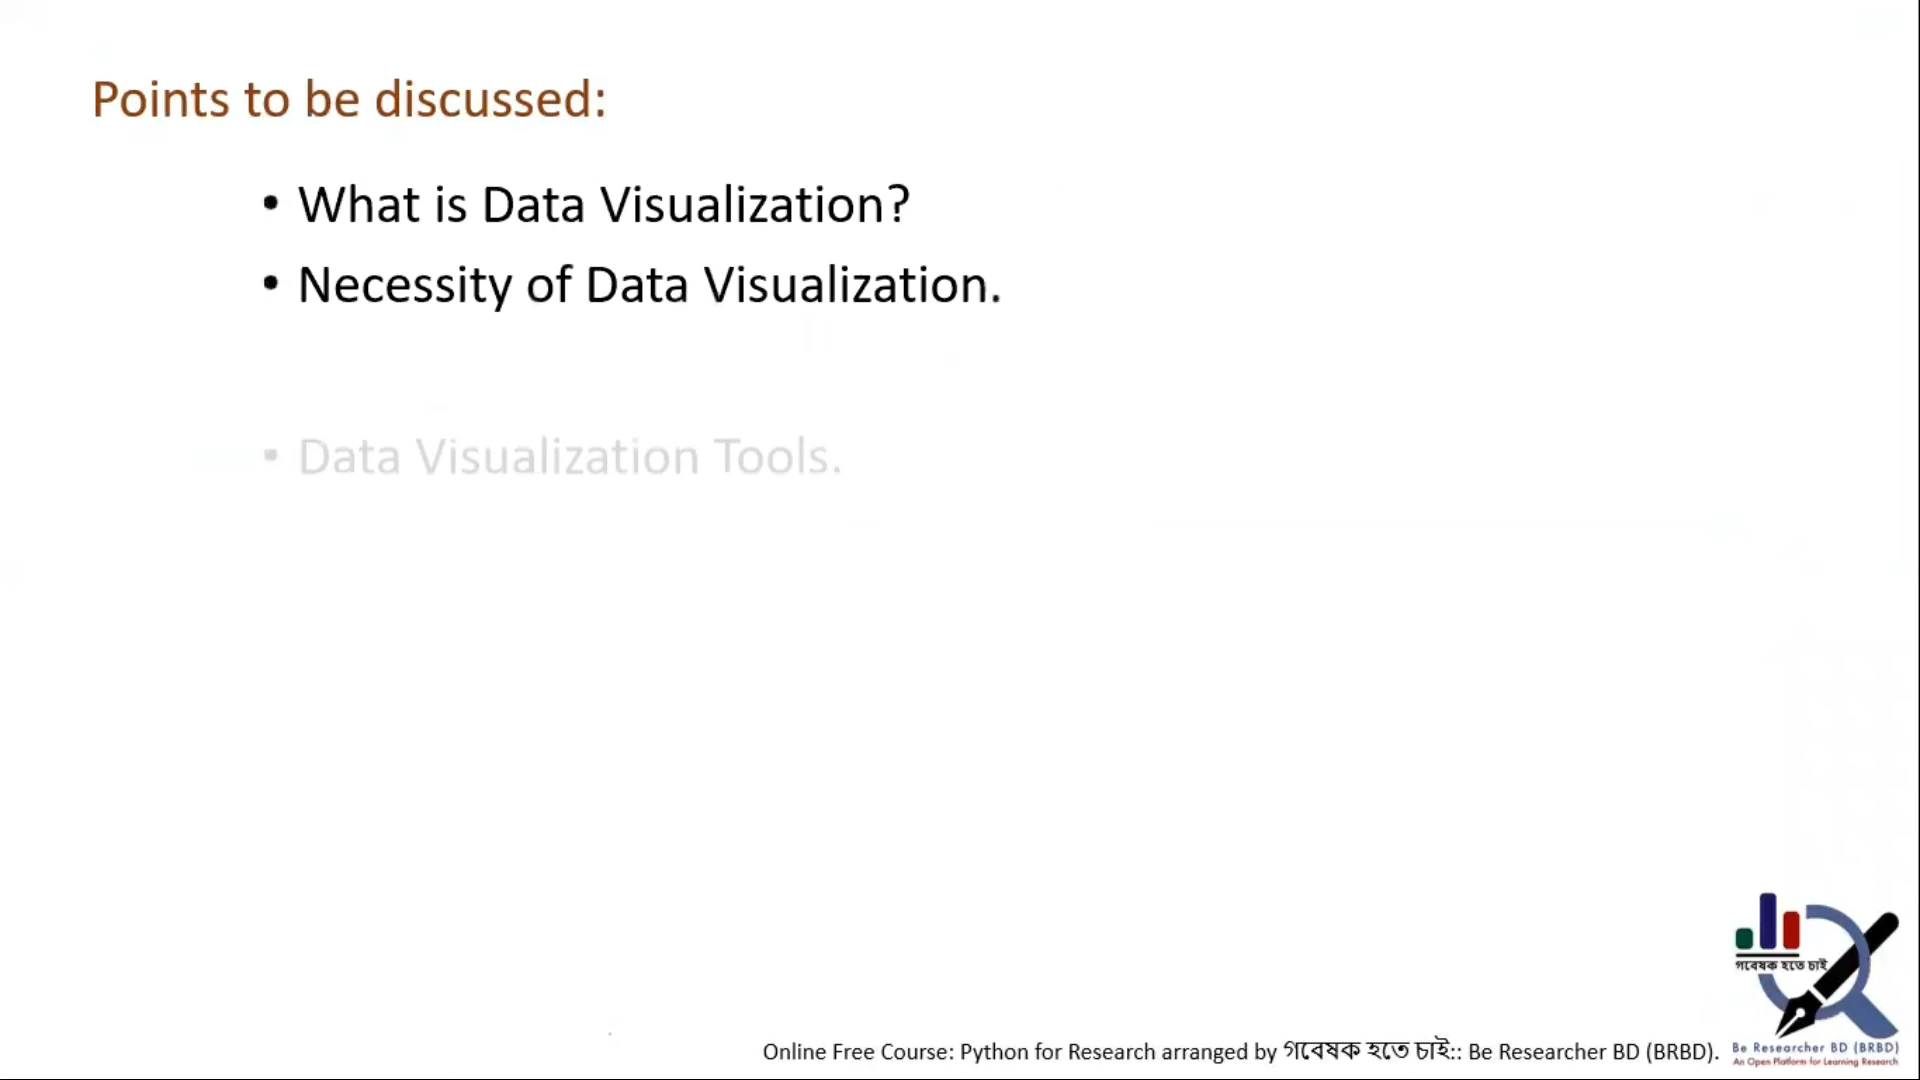 Points to be discussed:
• What is Data Visualization?
• Necessity of Data Visualization.
• Data Visualization Tools.
গবেষক হতে চাই
Online Free Course: Python for Research arranged by গবেষক হতে চাই:: Be Researcher BD (BRBD).
Be Researcher BD (BRBD)
An Open Platform for Learning Research